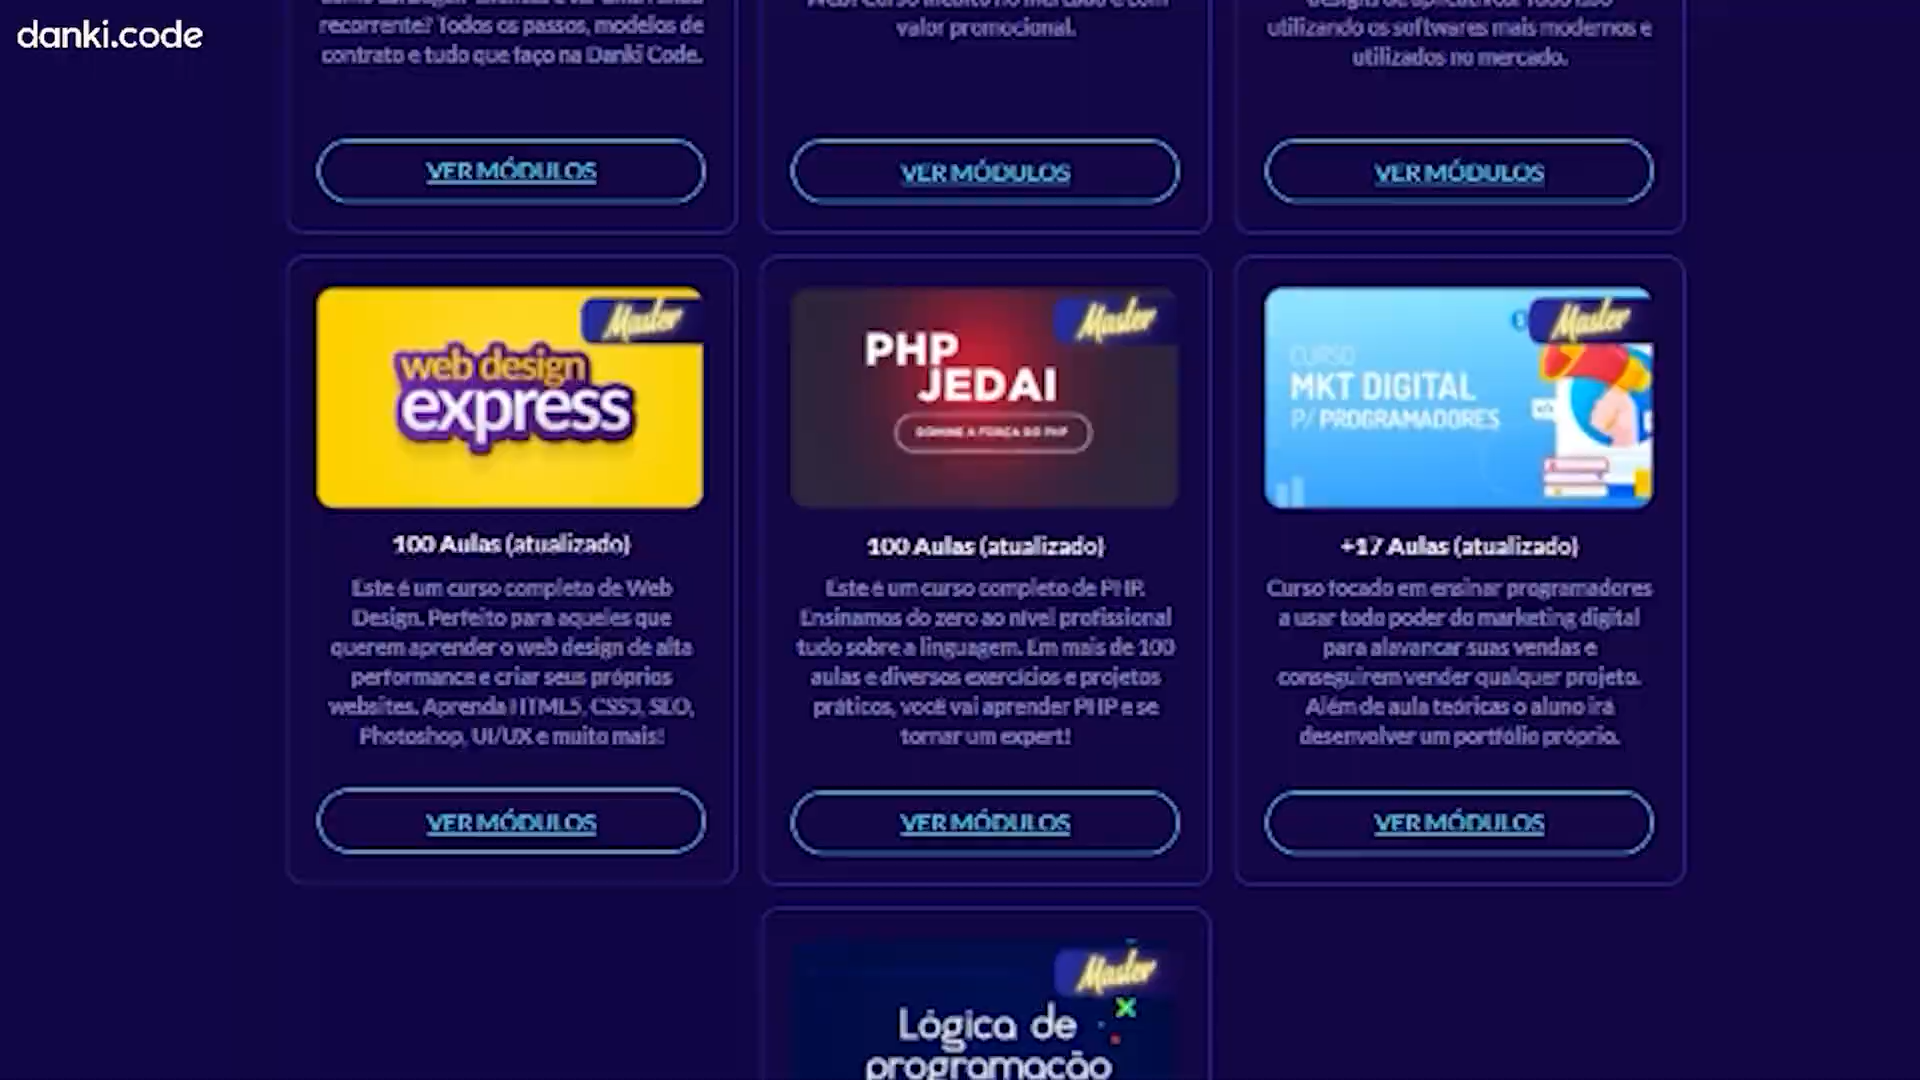 danki.code
recorrente? Todos os passos, modelos de
contrato e tudo que faço na Danki Code.
VER MÓDULOS
valor promocional.
VER MÓDULOS
utilizando os softwares mais modernos e
utilizados no mercado.
VER MÓDULOS
Master
web design
express
100 Aulas (atualizado)
Este é um curso completo de Web
Design. Perfeito para aqueles que
querem aprender o web design de alta
performance e criar seus próprios
websites. Aprenda HTML5, CSS3, SEO,
Photoshop, UI/UX e muito mais!
VER MÓDULOS
Master
PHP
JEDAI
DOMINE A FORÇA DO PHP
100 Aulas (atualizado)
Este é um curso completo de PHP.
Ensinamos do zero ao nível profissional
tudo sobre a linguagem. Em mais de 100
aulas e diversos exercícios e projetos
práticos, você vai aprender PHP e se
tornar um expert!
VER MÓDULOS
Master
CURSO
MKT DIGITAL
P/ PROGRAMADORES
+17 Aulas (atualizado)
Curso focado em ensinar programadores
a usar todo poder do marketing digital
para alavancar suas vendas e
conseguirem vender qualquer projeto.
Além de aula teóricas o aluno irá
desenvolver um portfólio próprio.
VER MÓDULOS
Master
Lógica de
programação